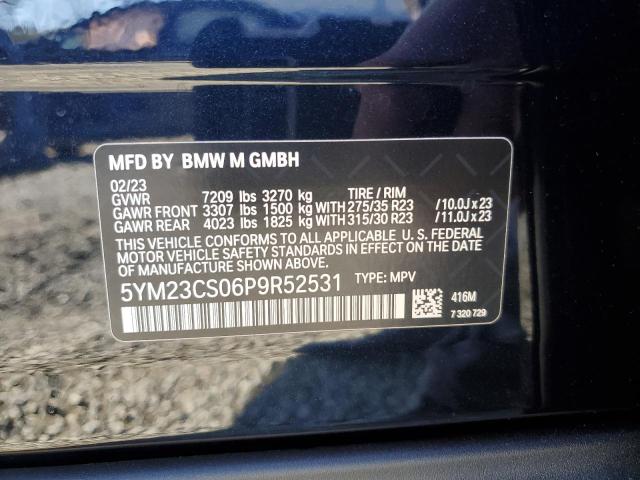 MFD BY BMW M GMBH
02/23
GVWR 7209 lbs 3270 kg TIRE / RIM
GAWR FRONT 3307 lbs 1500 kg WITH 275/35 R23 / 10.0J x 23
GAWR REAR 4023 lbs 1825 kg WITH 315/30 R23 / 11.0J x 23
THIS VEHICLE CONFORMS TO ALL APPLICABLE U. S. FEDERAL
MOTOR VEHICLE SAFETY STANDARDS IN EFFECT ON THE DATE
OF MANUFACTURE SHOWN ABOVE.
5YM23CS06P9R52531 TYPE: MPV
416M
7 320 729